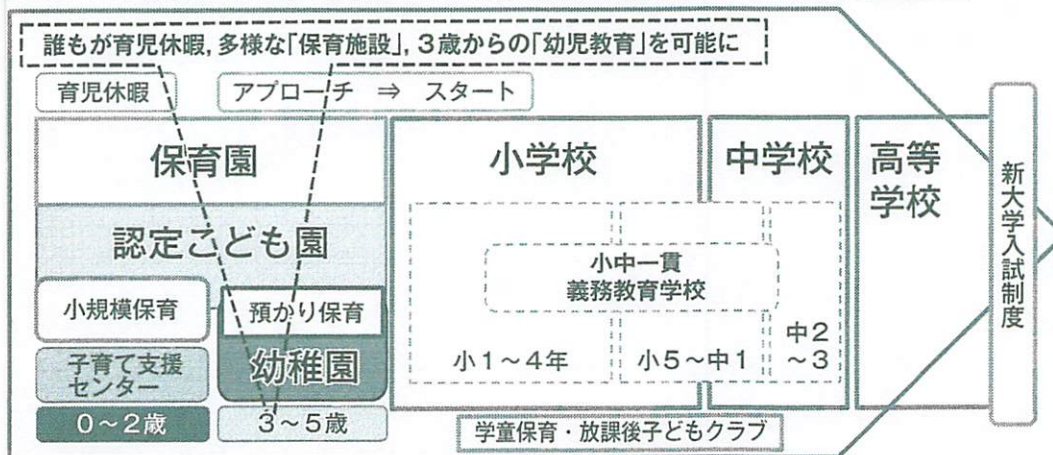 誰もが育児休暇,多様な「保育施設」,3歳からの「幼児教育」を可能に
育児休暇
アプローチ ⇒ スタート
保育園
認定こども園
小規模保育
預かり保育
子育て支援
センター
幼稚園
0~2歳
3~5歳
小学校
中学校
高等
学校
小中一貫
義務教育学校
小1~4年
小5~中1
中2
~3
学童保育・放課後子どもクラブ
新大学入試制度